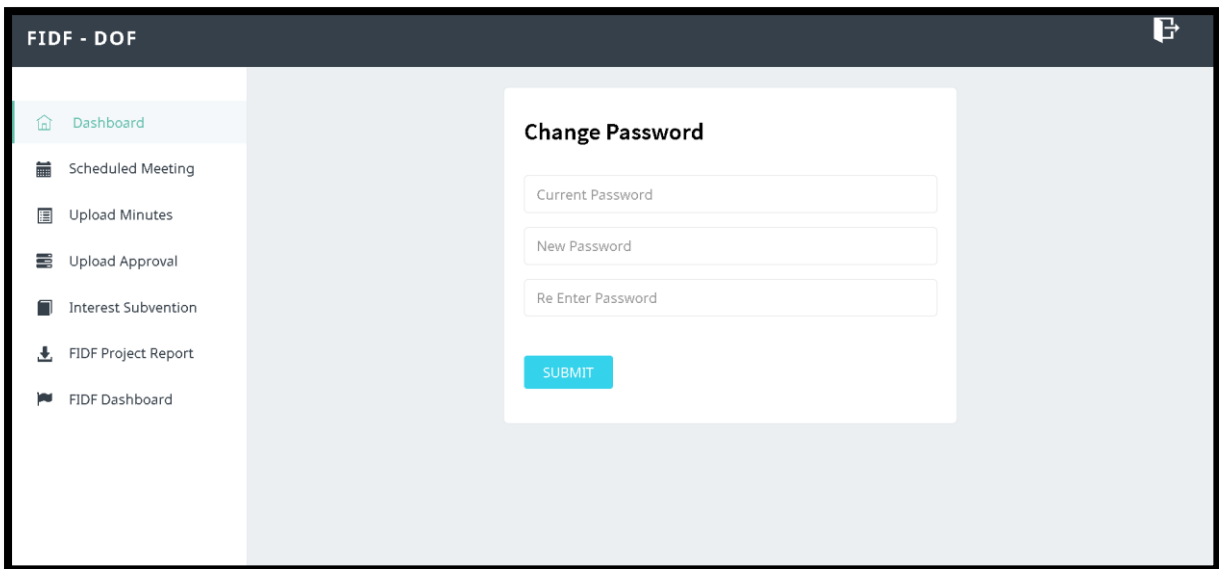 FIDF - DOF
Dashboard
Scheduled Meeting
Upload Minutes
Upload Approval
Interest Subvention
FIDF Project Report
FIDF Dashboard
Change Password
Current Password
New Password
Re Enter Password
SUBMIT